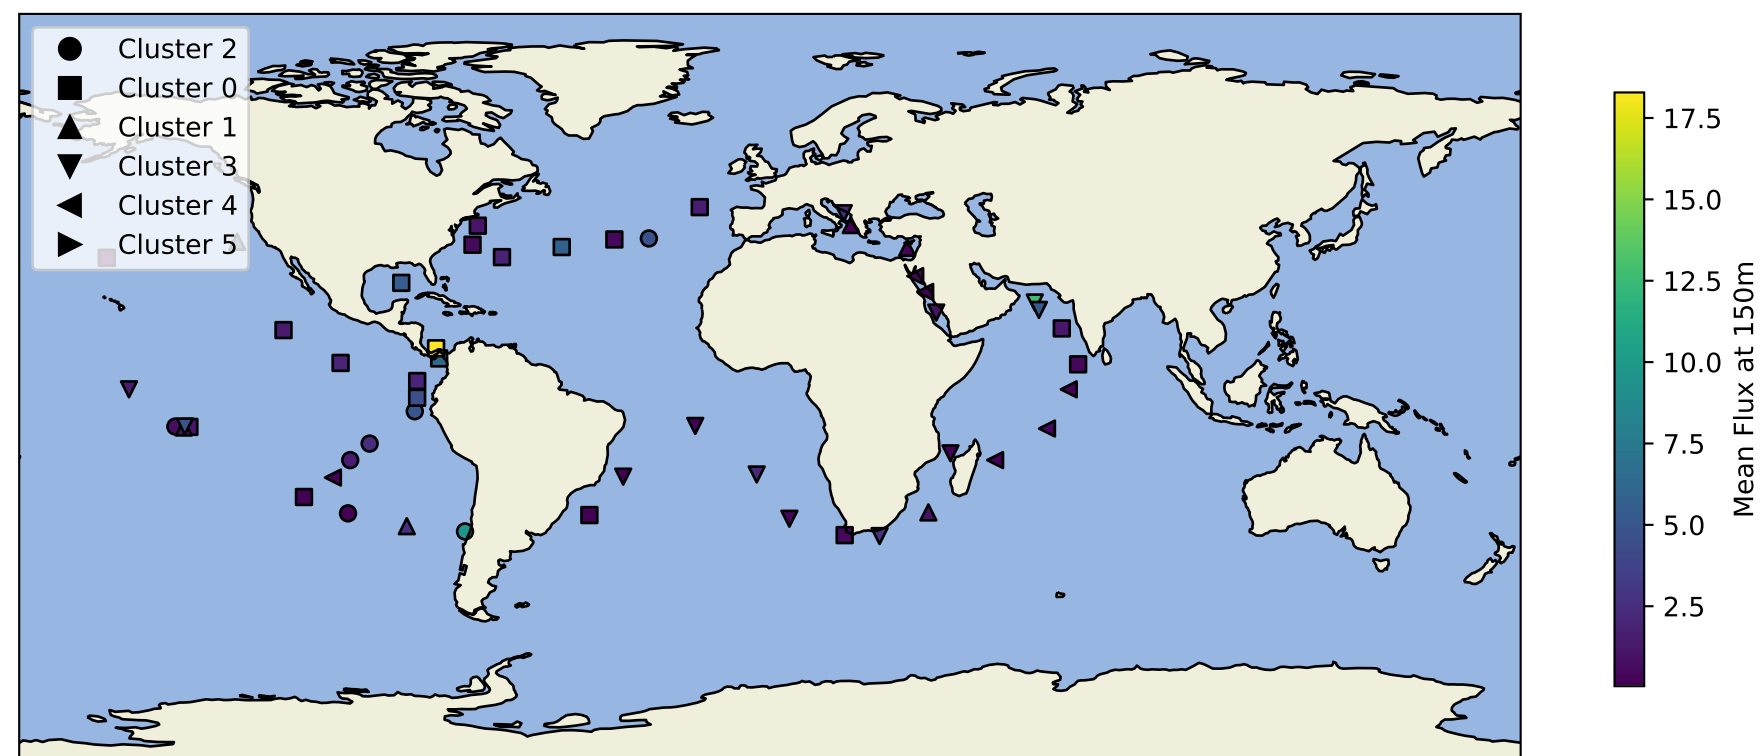 Cluster 2
Cluster 0
Cluster 1
Cluster 3
Cluster 4
Cluster 5
17.5
15.0
12.5
10.0
7.5
5.0
2.5
Mean Flux at 150m